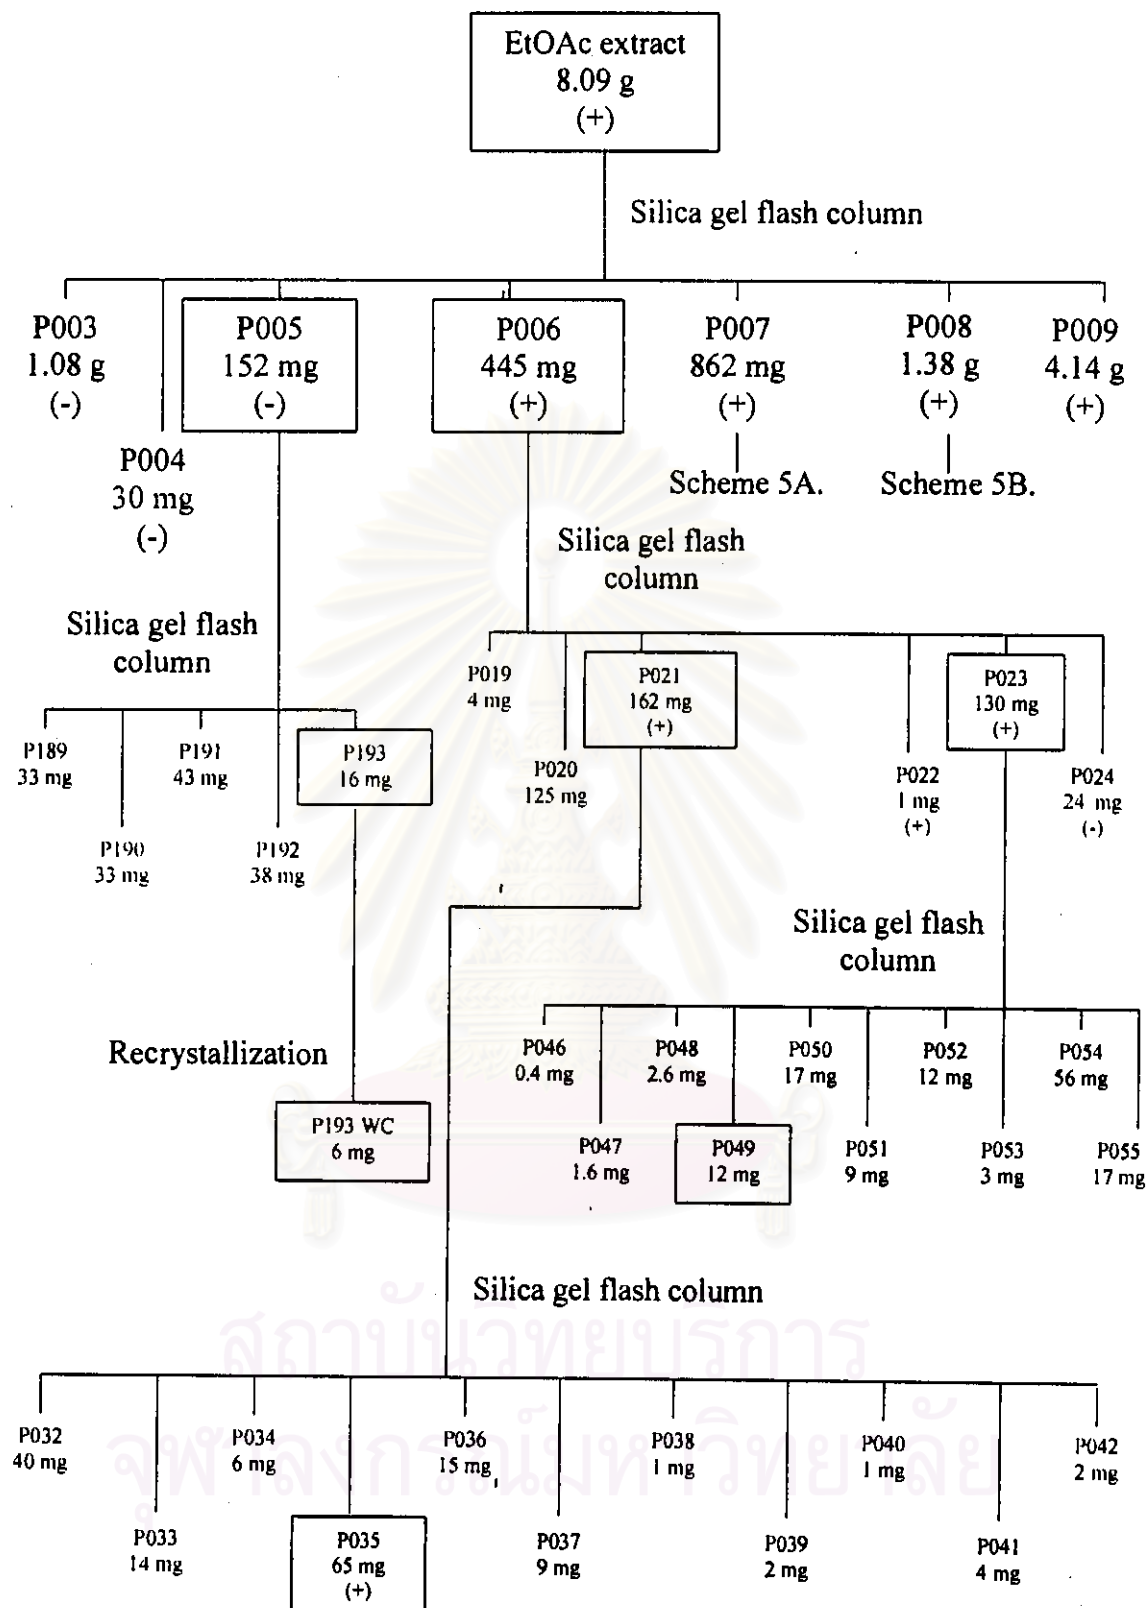 EtOAc extract
8.09 g
(+)
Silica gel flash column
P003
1.08 g
(-)
P004
30 mg
(-)
P005
152 mg
(-)
P006
445 mg
(+)
P007
862 mg
(+)
Scheme 5A.
P008
1.38 g
(+)
Scheme 5B.
P009
4.14 g
(+)
Silica gel flash
column
Silica gel flash
column
P019
4 mg
P020
125 mg
P021
162 mg
(+)
P022
1 mg
(+)
P023
130 mg
(+)
P024
24 mg
(-)
P189
33 mg
P190
33 mg
P191
43 mg
P192
38 mg
P193
16 mg
Silica gel flash
column
Recrystallization
P193 WC
6 mg
P046
0.4 mg
P047
1.6 mg
P048
2.6 mg
P049
12 mg
P050
17 mg
P051
9 mg
P052
12 mg
P053
3 mg
P054
56 mg
P055
17 mg
Silica gel flash column
P032
40 mg
P033
14 mg
P034
6 mg
P035
65 mg
(+)
P036
15 mg
P037
9 mg
P038
1 mg
P039
2 mg
P040
1 mg
P041
4 mg
P042
2 mg
สถาบันวิทยบริการ
จุฬาลงกรณ์มหาวิทยาลัย